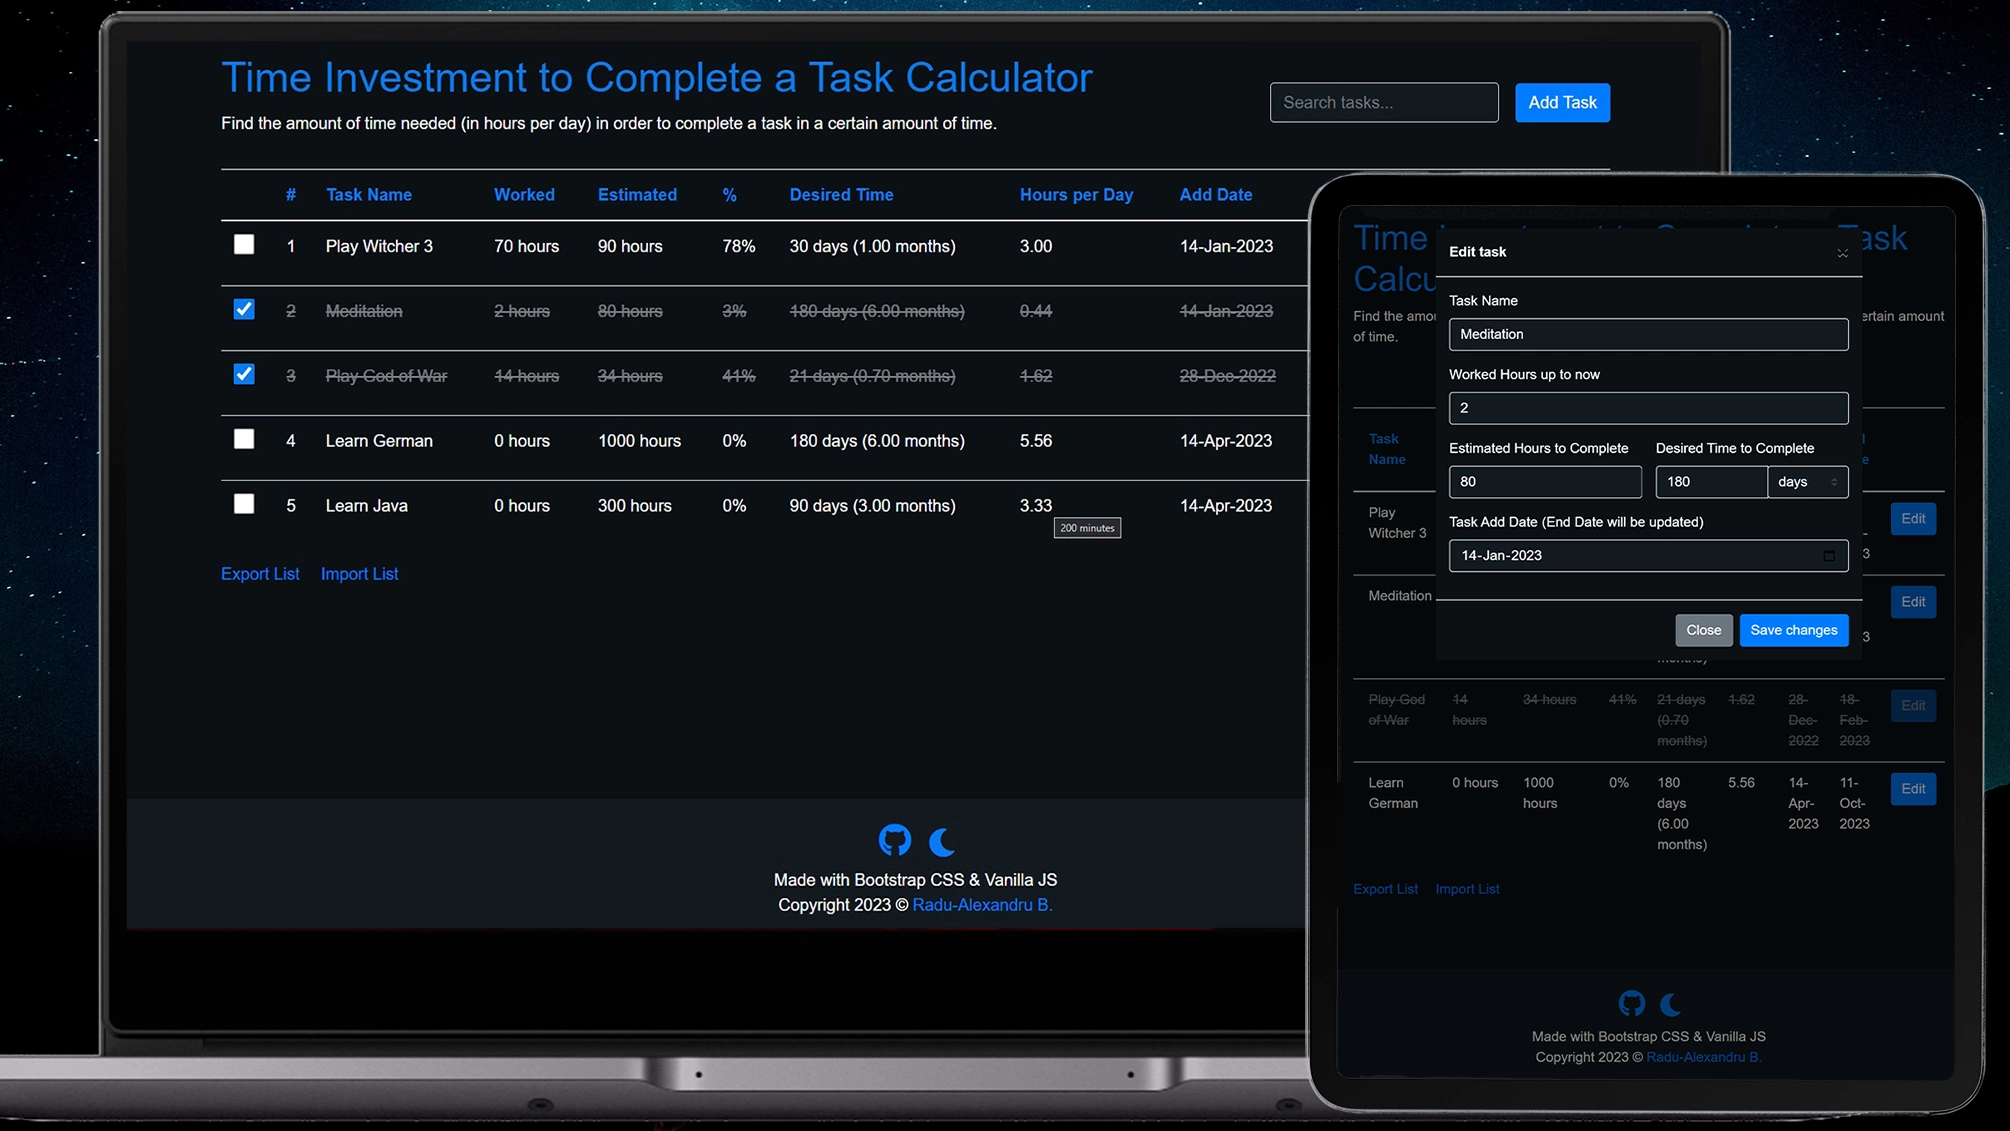 Time Investment to Complete a Task Calculator
Find the amount of time needed (in hours per day) in order to complete a task in a certain amount of time.
Search tasks...
Add Task
# Task Name Worked Estimated % Desired Time Hours per Day Add Date
1 Play Witcher 3 70 hours 90 hours 78% 30 days (1.00 months) 3.00 14-Jan-2023
2 Meditation 2 hours 80 hours 3% 180 days (6.00 months) 0.44 14-Jan-2023
3 Play God of War 14 hours 34 hours 41% 21 days (0.70 months) 1.62 28-Dec-2022
4 Learn German 0 hours 1000 hours 0% 180 days (6.00 months) 5.56 14-Apr-2023
5 Learn Java 0 hours 300 hours 0% 90 days (3.00 months) 3.33 14-Apr-2023
200 minutes
Export List Import List
Made with Bootstrap CSS & Vanilla JS
Copyright 2023 © Radu-Alexandru B.
Time
Task
Calcu
Find the amou
ertain amount
of time.
Edit task
Task Name
Meditation
Worked Hours up to now
2
Estimated Hours to Complete Desired Time to Complete
80 180 days
Task Add Date (End Date will be updated)
14-Jan-2023
Close Save changes
Task
Name
Play
Witcher 3
3
Edit
Meditation
3
Edit
months)
Play God 14 34 hours 41% 21 days 1.62 28- 18- Edit
of War hours (0.70 Dec- Feb-
months) 2022 2023
Learn 0 hours 1000 0% 180 5.56 14- 11- Edit
German hours days Apr- Oct-
(6.00 2023 2023
months)
Export List Import List
Made with Bootstrap CSS & Vanilla JS
Copyright 2023 © Radu-Alexandru B.